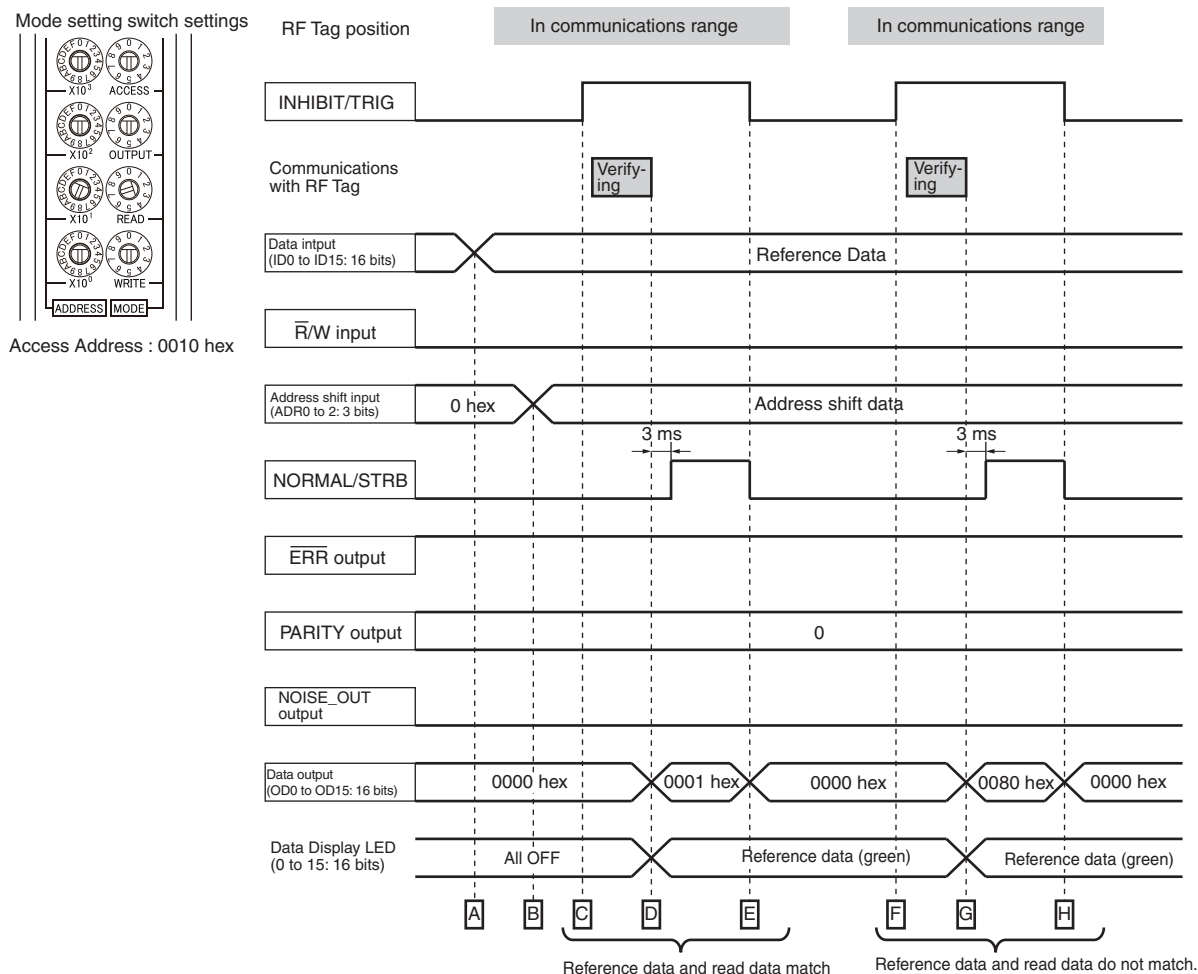 Mode setting switch settings
X10³ ACCESS
X10² OUTPUT
X10¹ READ
X10⁰ WRITE
ADDRESS MODE
Access Address : 0010 hex
RF Tag position
In communications range
In communications range
INHIBIT/TRIG
Communications
with RF Tag
Verify-
ing
Verify-
ing
Data intput
(ID0 to ID15: 16 bits)
Reference Data
R̅/W input
Address shift input
(ADR0 to 2: 3 bits)
0 hex
Address shift data
3 ms
3 ms
NORMAL/STRB
E̅R̅R̅ output
PARITY output
0
NOISE_OUT
output
Data output
(OD0 to OD15: 16 bits)
0000 hex
0001 hex
0000 hex
0080 hex
0000 hex
Data Display LED
(0 to 15: 16 bits)
All OFF
Reference data (green)
Reference data (green)
A B C D E F G H
Reference data and read data match
Reference data and read data do not match.